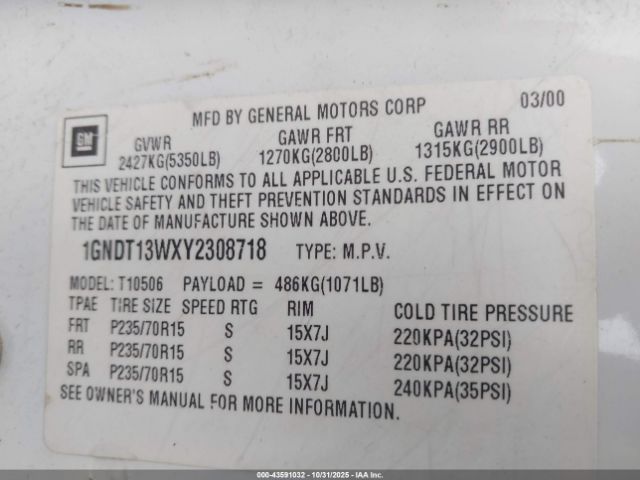 GM
MFD BY GENERAL MOTORS CORP 03/00
GVWR GAWR FRT GAWR RR
2427KG(5350LB) 1270KG(2800LB) 1315KG(2900LB)
THIS VEHICLE CONFORMS TO ALL APPLICABLE U.S. FEDERAL MOTOR
VEHICLE SAFETY AND THEFT PREVENTION STANDARDS IN EFFECT ON
THE DATE OF MANUFACTURE SHOWN ABOVE.
1GNDT13WXY2308718 TYPE: M.P.V.
MODEL: T10506 PAYLOAD = 486KG(1071LB)
TPAE TIRE SIZE SPEED RTG RIM COLD TIRE PRESSURE
FRT P235/70R15 S 15X7J 220KPA(32PSI)
RR P235/70R15 S 15X7J 220KPA(32PSI)
SPA P235/70R15 S 15X7J 240KPA(35PSI)
SEE OWNER'S MANUAL FOR MORE INFORMATION.
000-43591032 - 10/31/2025 - IAA Inc.